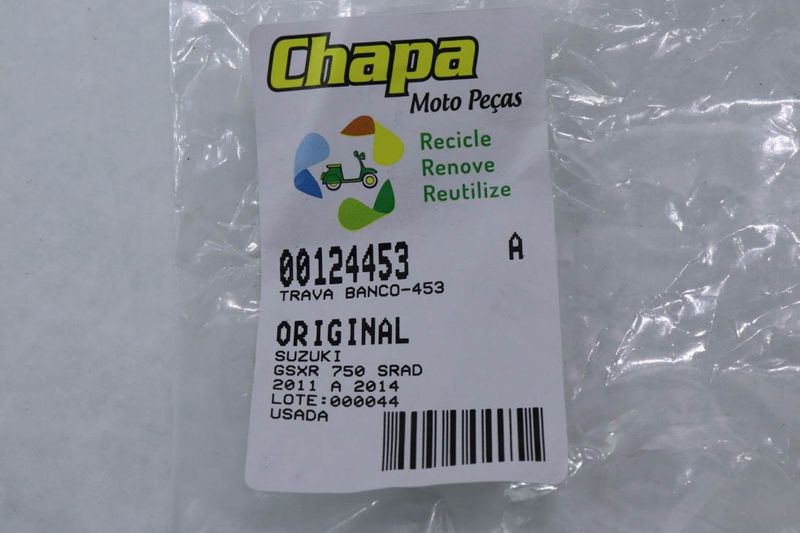 Chapa
Moto Peças
Recicle
Renove
Reutilize
00124453 A
TRAVA BANCO-453
ORIGINAL
SUZUKI
GSXR 750 SRAD
2011 A 2014
LOTE:000044
USADA